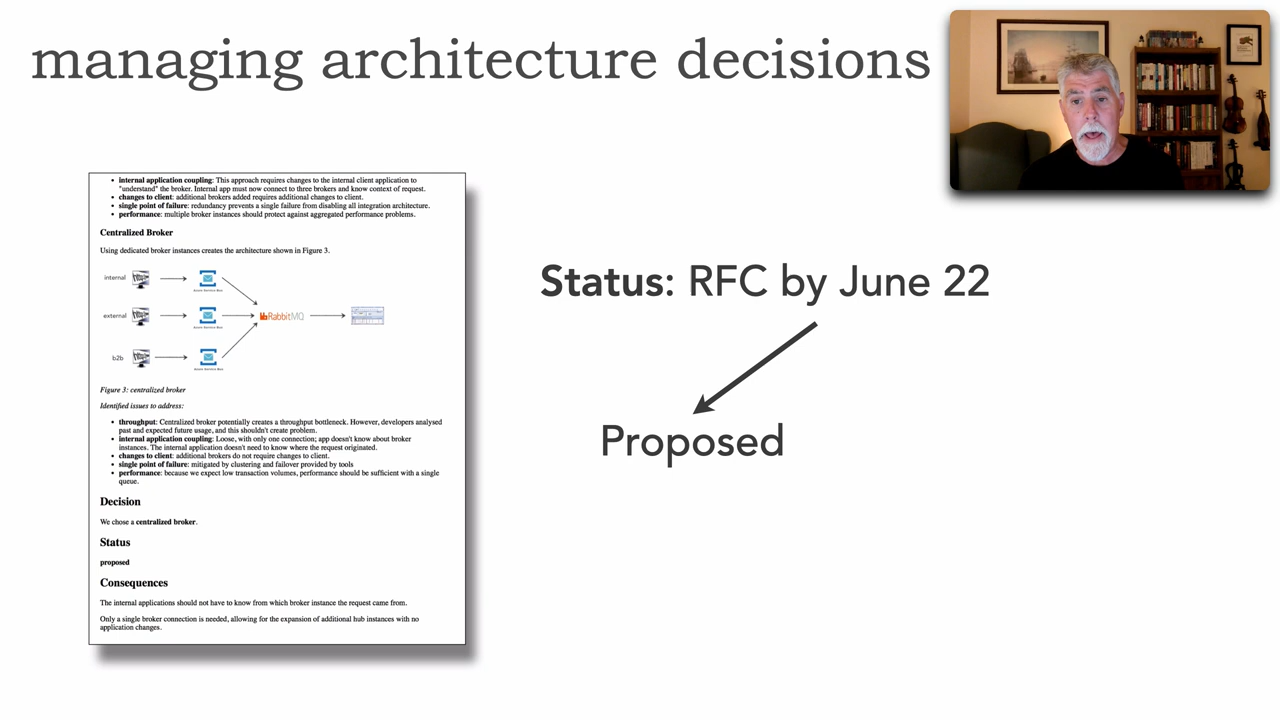 managing architecture decisions
• internal application coupling: This approach requires changes to the internal client application to
"understand" the broker. Internal app must now connect to three brokers and know context of request.
• changes to client: additional brokers added requires additional changes to client.
• single point of failure: redundancy prevents a single failure from disabling all integration architecture.
• performance: multiple broker instances should protect against aggregated performance problems.
Centralized Broker
Using dedicated broker instances creates the architecture shown in Figure 3.
internal
Azure Service Bus
external
Azure Service Bus
RabbitMQ
b2b
Azure Service Bus
Figure 3: centralized broker
Identified issues to address:
• throughput: Centralized broker potentially creates a throughput bottleneck. However, developers analysed
past and expected future usage, and this shouldn't create problem.
• internal application coupling: Loose, with only one connection; app doesn't know about broker
instances. The internal application doesn't need to know where the request originated.
• changes to client: additional brokers do not require changes to client.
• single point of failure: mitigated by clustering and failover provided by tools
• performance: because we expect low transaction volumes, performance should be sufficient with a single
queue.
Decision
We chose a centralized broker.
Status
proposed
Consequences
The internal applications should not have to know from which broker instance the request came from.
Only a single broker connection is needed, allowing for the expansion of additional hub instances with no
application changes.
Status: RFC by June 22
Proposed